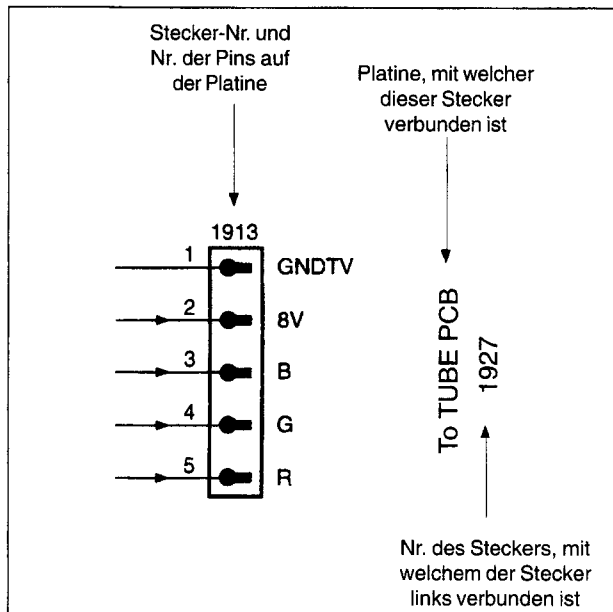 Stecker-Nr. und
Nr. der Pins auf
der Platine
Platine, mit welcher
dieser Stecker
verbunden ist
1913
1 GNDTV
2 8V
3 B
4 G
5 R
To TUBE PCB
1927
Nr. des Steckers, mit
welchem der Stecker
links verbunden ist